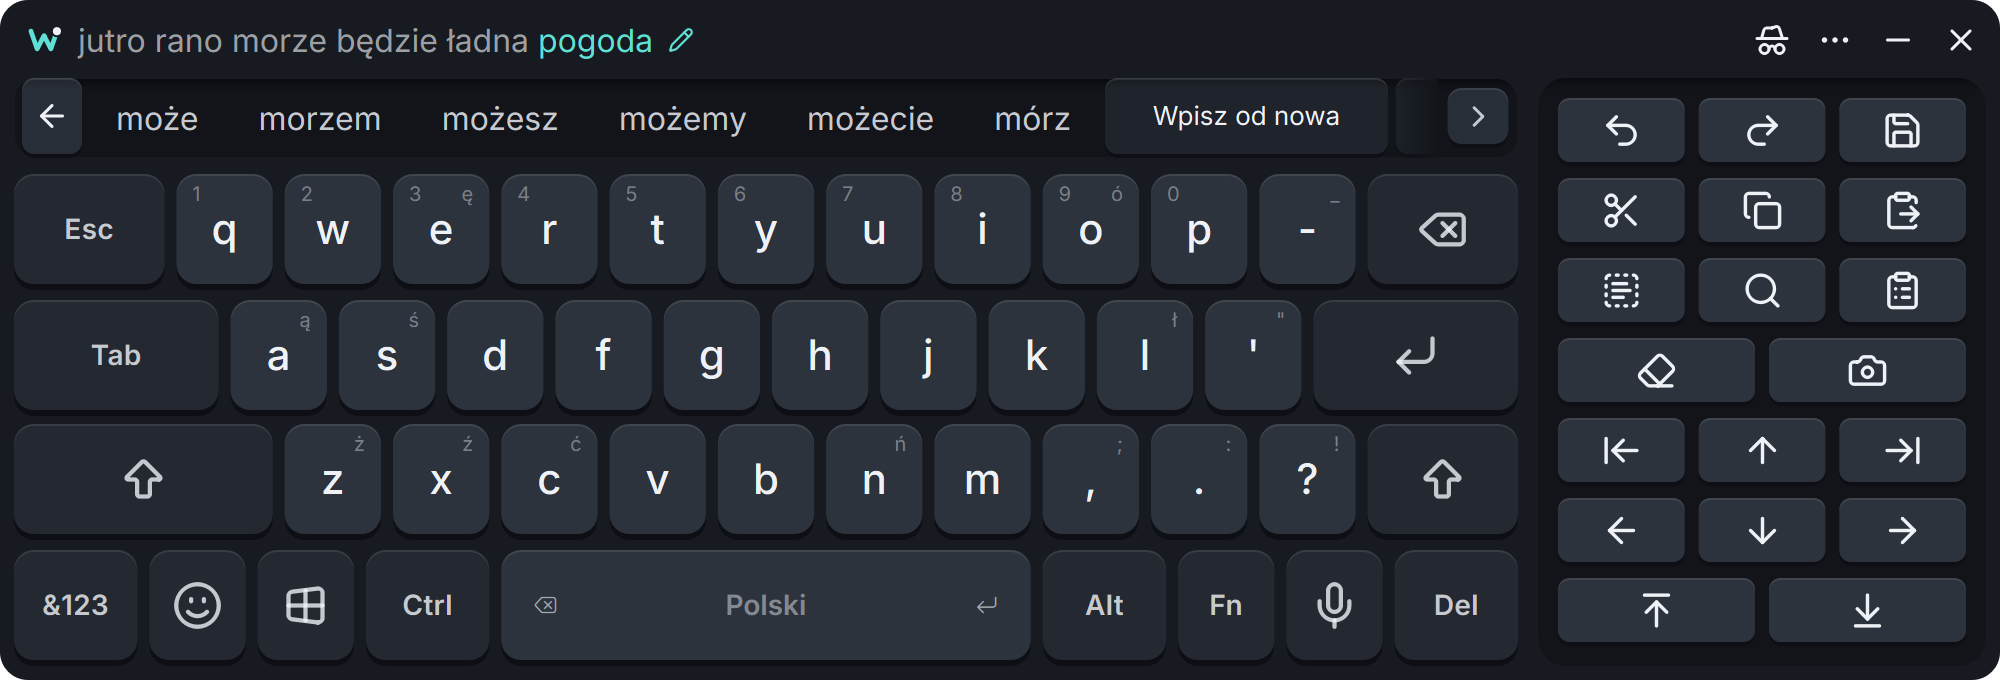 jutro rano morze będzie ładna pogoda
może morzem możesz możemy możecie mórz Wpisz od nowa
Esc 1 q 2 w 3 ę e 4 r 5 t 6 y 7 u 8 i 9 ó o 0 p _ -
Tab ą a ś s d f g h j k ł l " '
ż z ź x ć c v b ń n m ; , : . ! ?
&123 Ctrl Polski Alt Fn Del